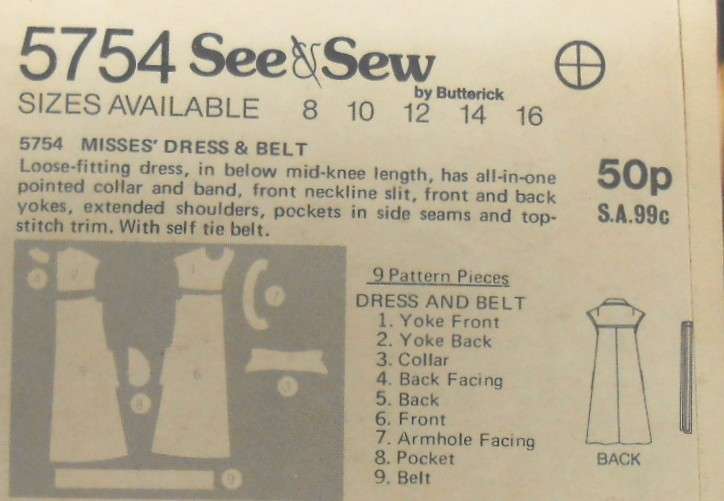 5754 See & Sew
by Butterick
SIZES AVAILABLE 8 10 12 14 16
5754 MISSES' DRESS & BELT
Loose-fitting dress, in below mid-knee length, has all-in-one
pointed collar and band, front neckline slit, front and back
yokes, extended shoulders, pockets in side seams and top-
stitch trim. With self tie belt.
50p
S.A.99c
9 Pattern Pieces
DRESS AND BELT
1. Yoke Front
2. Yoke Back
3. Collar
4. Back Facing
5. Back
6. Front
7. Armhole Facing
8. Pocket
9. Belt
BACK